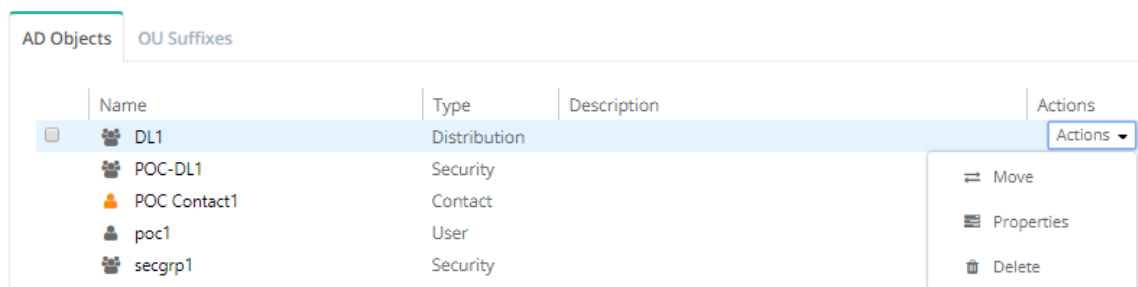 AD Objects OU Suffixes
Name Type Description Actions
DL1 Distribution Actions
POC-DL1 Security
Move
POC Contact1 Contact
poc1 User
Properties
secgrp1 Security
Delete